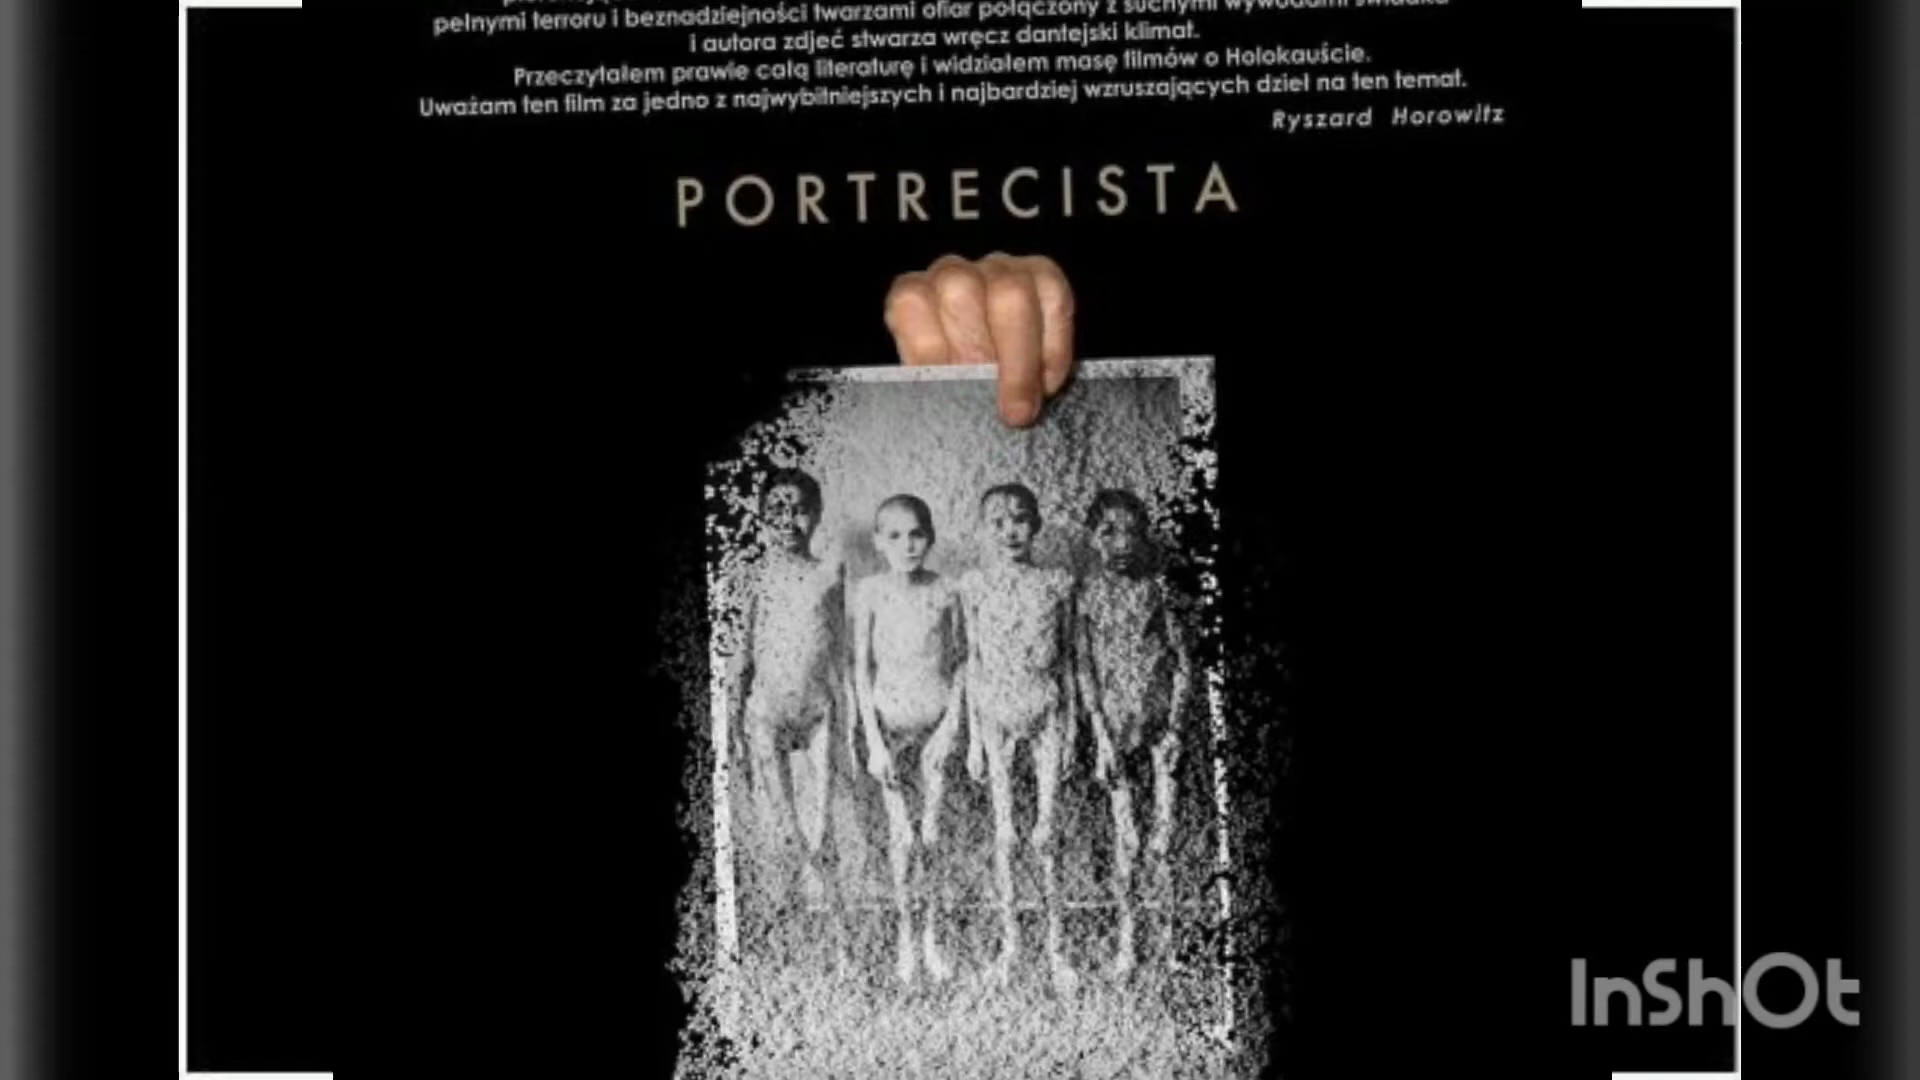 pełnymi terroru i beznadziejności twarzami ofiar połączony z suchymi wywodami świadka
i autora zdjęć stwarza wręcz dantejski klimat.
Przeczytałem prawie całą literaturę i widziałem masę filmów o Holokauście.
Uważam ten film za jedno z najwybitniejszych i najbardziej wzruszających dzieł na ten temat.
Ryszard Horowitz
PORTRECISTA
InShOt